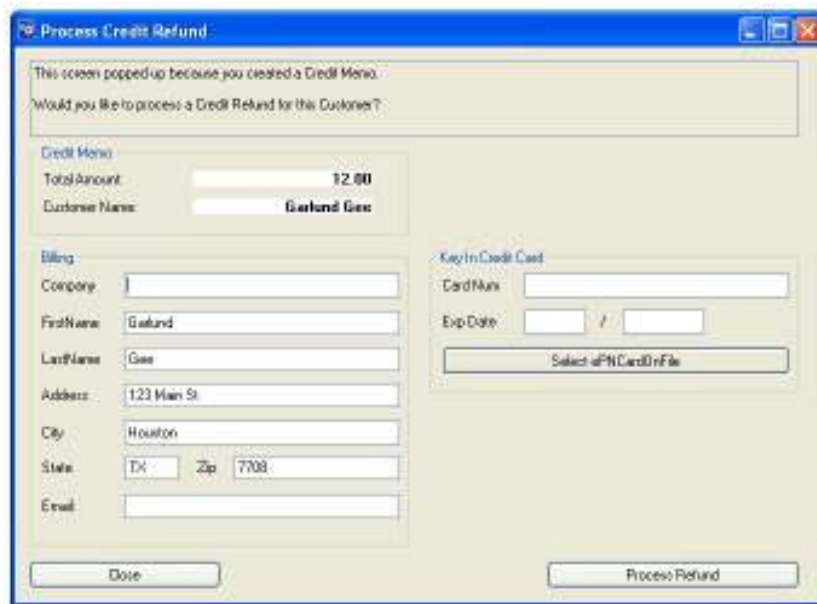 Process Credit Refund
This screen popped up because you created a Credit Memo.
Would you like to process a Credit Refund for this Customer?
Credit Memo
Total Amount 12.00
Customer Name: Garlund Gee
Billing
Company
FirstName Garlund
LastName Gee
Address 123 Main St
City Houston
State TX Zip 7708
Email
Key In Credit Card
Card Num
Exp Date /
Select ePNCardOnFile
Close
Process Refund